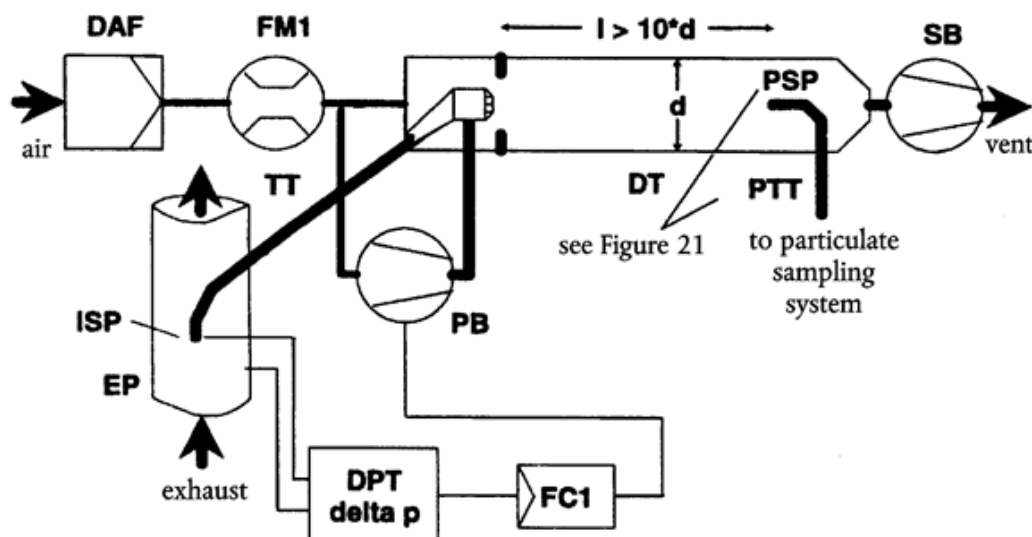 DAF
FM1
l > 10*d
SB
air
d
PSP
vent
TT
DT
PTT
see Figure 21
to particulate
sampling
system
ISP
PB
EP
exhaust
DPT
delta p
FC1